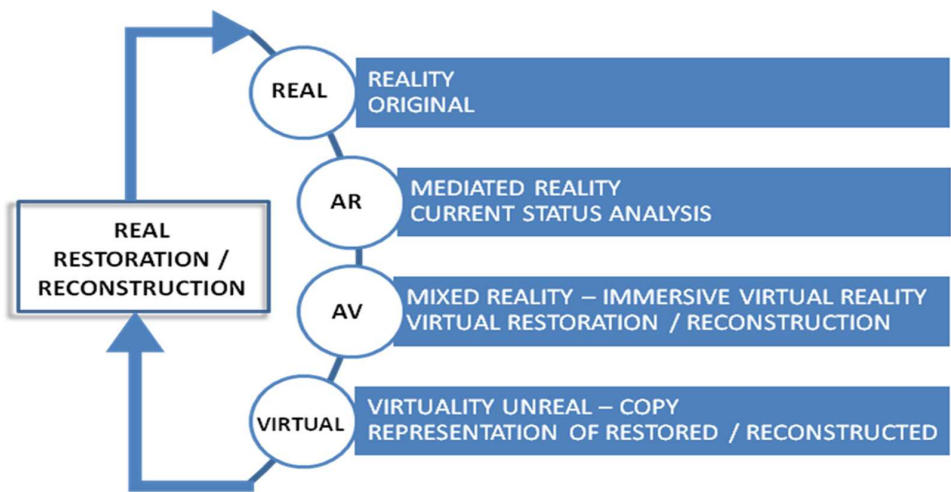 REAL
REALITY
ORIGINAL
AR
MEDIATED REALITY
CURRENT STATUS ANALYSIS
REAL
RESTORATION /
RECONSTRUCTION
AV
MIXED REALITY – IMMERSIVE VIRTUAL REALITY
VIRTUAL RESTORATION / RECONSTRUCTION
VIRTUAL
VIRTUALITY UNREAL – COPY
REPRESENTATION OF RESTORED / RECONSTRUCTED